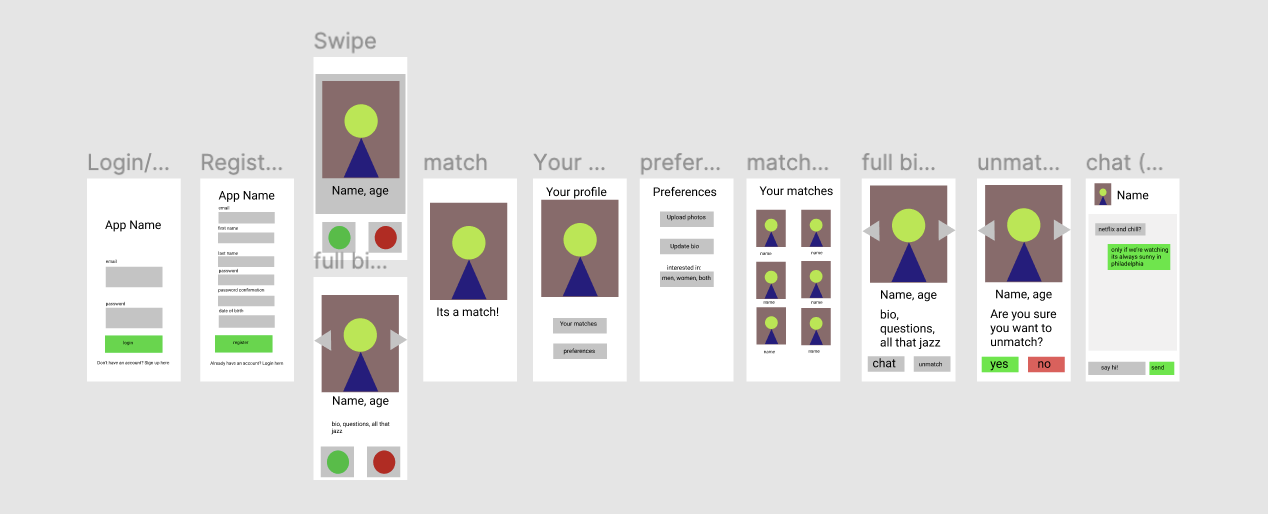 Swipe
Login/...
Regist...
match
Your ...
prefer...
match...
full bi...
unmat...
chat (...
App Name
email
password
login
Don't have an account? Sign up here
App Name
email
first name
last name
password
password confirmation
date of birth
register
Already have an account? Login here
Name, age
full bi...
Name, age
bio, questions, all that
jazz
Its a match!
Your profile
Your matches
preferences
Preferences
Upload photos
Update bio
interested in:
men, women, both
Your matches
name
name
name
name
name
name
Name, age
bio,
questions,
all that jazz
chat
unmatch
Name, age
Are you sure
you want to
unmatch?
yes
no
Name
netflix and chill?
only if we're watching
its always sunny in
philadelphia
say hi!
send